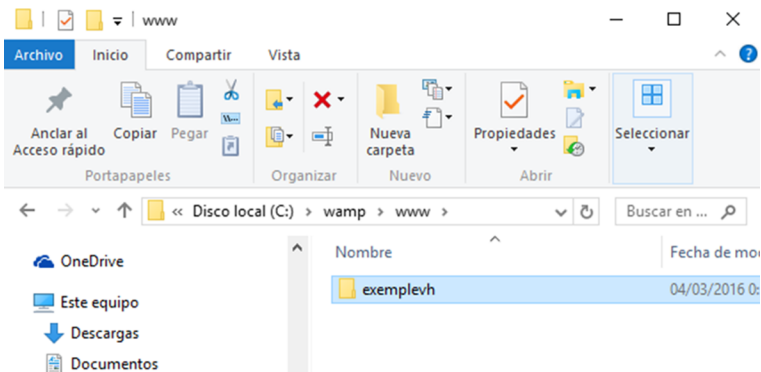 www
Archivo Inicio Compartir Vista
Anclar al Acceso rápido Copiar Pegar Nueva carpeta Propiedades Seleccionar
Portapapeles Organizar Nuevo Abrir
« Disco local (C:) > wamp > www > Buscar en ...
OneDrive Nombre Fecha de mo
Este equipo exemplevh 04/03/2016 0:
Descargas
Documentos